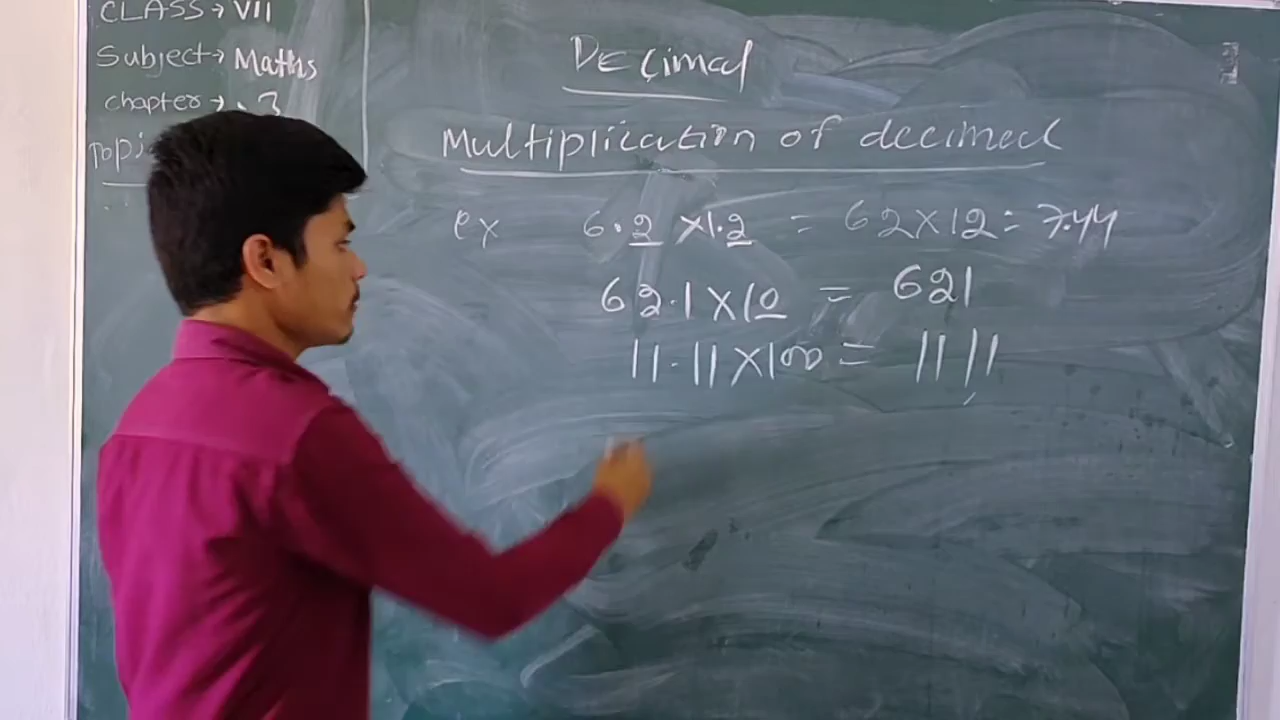 CLASS → VII
Subject → Maths
chapter → 3
Topi
Decimal
Multiplication of decimal
ex 6.2 × 1.2 = 62×12 = 7.44
62.1 × 10 = 621
11.11 × 100 = 1111